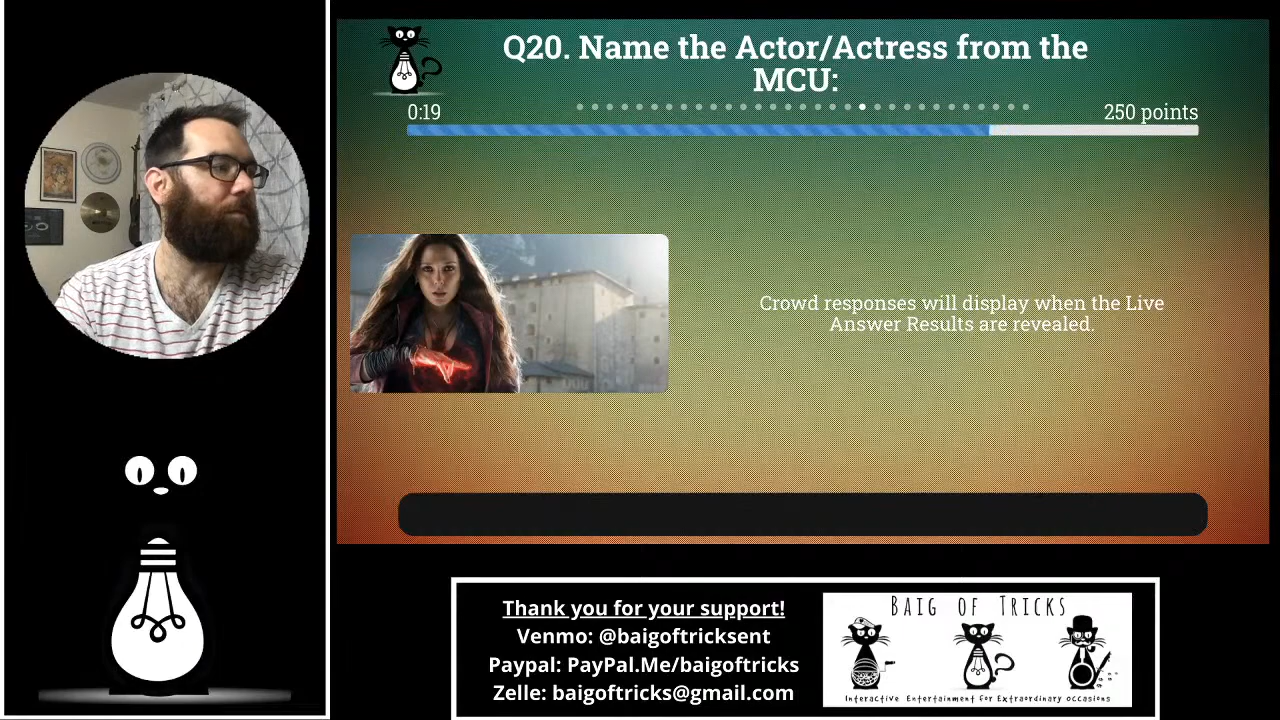 Q20. Name the Actor/Actress from the
MCU:
0:19
250 points
Crowd responses will display when the Live
Answer Results are revealed.
Thank you for your support!
Venmo: @baigoftricksent
Paypal: PayPal.Me/baigoftricks
Zelle: baigoftricks@gmail.com
BAIG OF TRICKS
Interactive Entertainment for Extraordinary occasions